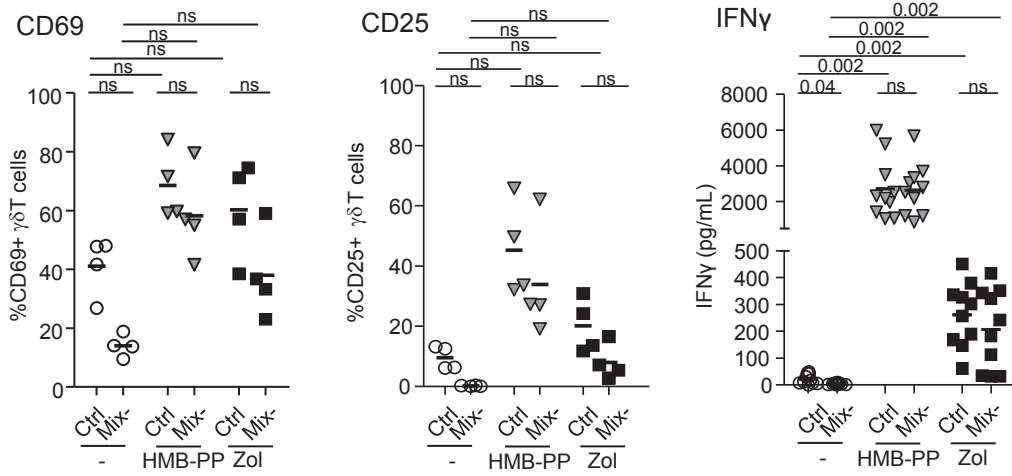 CD69
ns
ns
ns
ns
ns ns ns
100
80
60
40
20
0
%CD69+ γδT cells
Ctrl Mix- Ctrl Mix- Ctrl Mix-
- HMB-PP Zol
CD25
ns
ns
ns
ns
ns ns ns
100
80
60
40
20
0
%CD25+ γδT cells
Ctrl Mix- Ctrl Mix- Ctrl Mix-
- HMB-PP Zol
IFNγ
0.002
0.002
0.002
0.002
0.04 ns ns
8000
6000
4000
2000
500
400
300
200
100
0
IFNγ (pg/mL)
Ctrl Mix- Ctrl Mix- Ctrl Mix-
- HMB-PP Zol